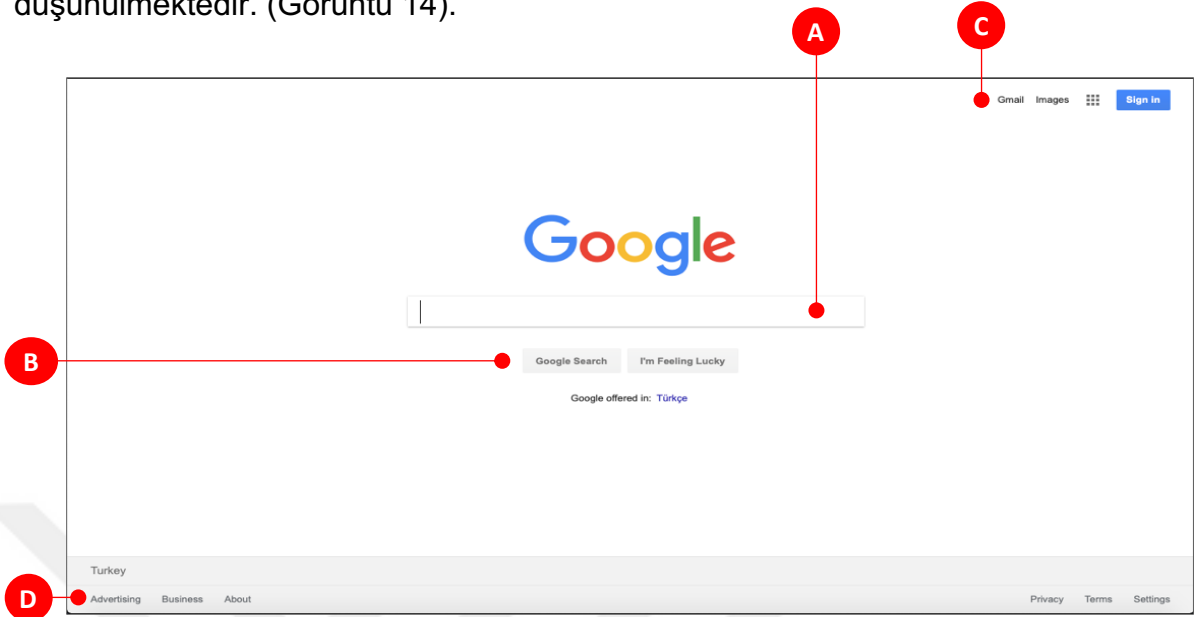 düşünülmektedir. (Görüntü 14).
A
C
Gmail Images Sign in
Google
B
Google Search I'm Feeling Lucky
Google offered in: Türkçe
Turkey
D
Advertising Business About Privacy Terms Settings